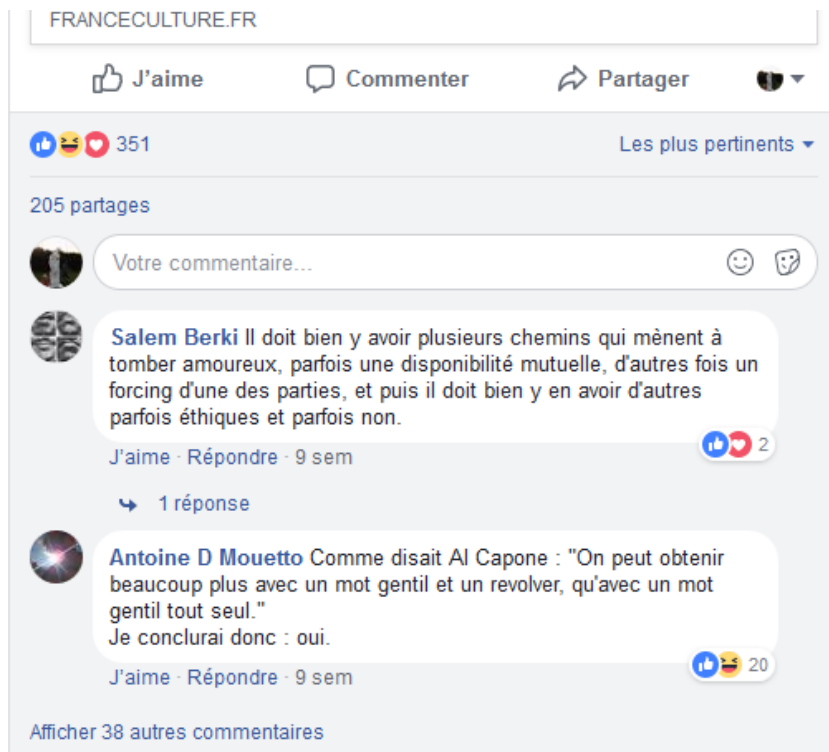 FRANCECULTURE.FR
J'aime Commenter Partager
351 Les plus pertinents
205 partages
Votre commentaire...
Salem Berki Il doit bien y avoir plusieurs chemins qui mènent à
tomber amoureux, parfois une disponibilité mutuelle, d'autres fois un
forcing d'une des parties, et puis il doit bien y en avoir d'autres
parfois éthiques et parfois non.
2
J'aime · Répondre · 9 sem
1 réponse
Antoine D Mouetto Comme disait Al Capone : "On peut obtenir
beaucoup plus avec un mot gentil et un revolver, qu'avec un mot
gentil tout seul."
Je conclurai donc : oui.
20
J'aime · Répondre · 9 sem
Afficher 38 autres commentaires